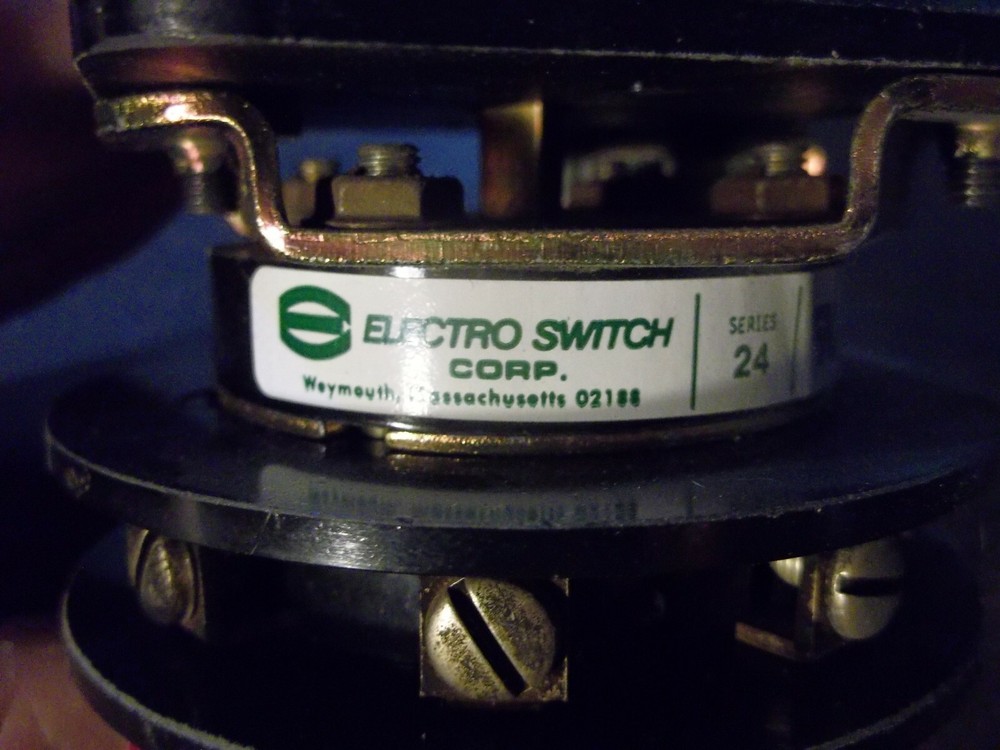 ELECTRO SWITCH
CORP.
Weymouth, Massachusetts 02188
SERIES
24